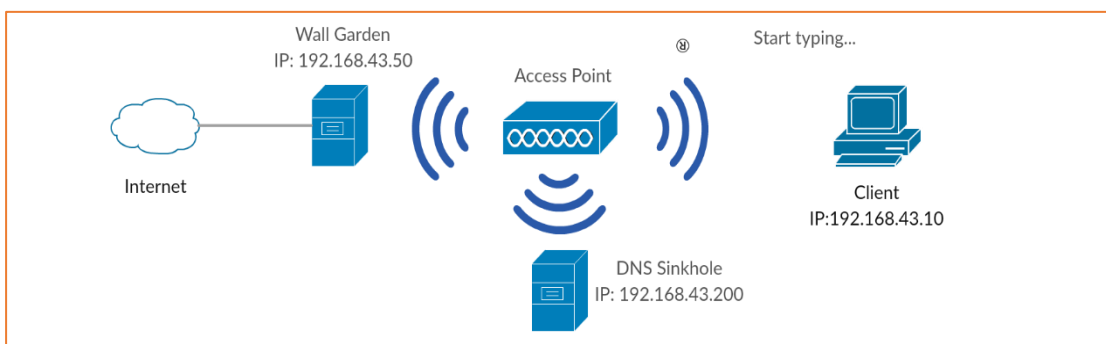 Wall Garden
IP: 192.168.43.50
®
Start typing...
Access Point
Internet
Client
IP:192.168.43.10
DNS Sinkhole
IP: 192.168.43.200